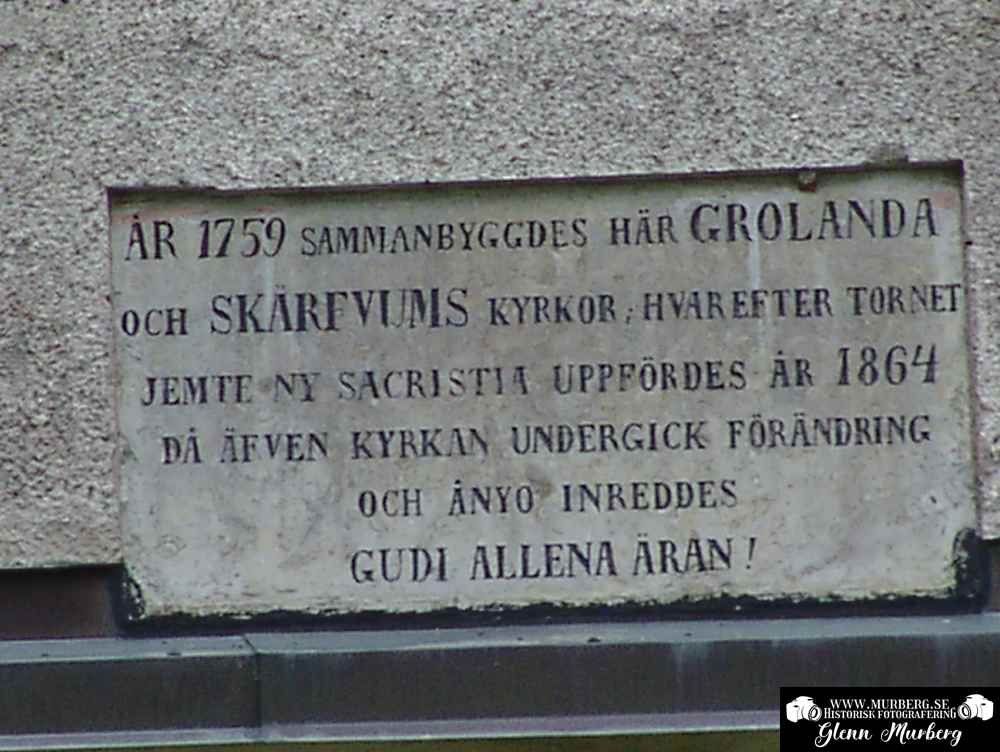 ÅR 1759 SAMMANBYGGDES HÄR GROLANDA
OCH SKÄRFVUMS KYRKOR; HVAREFTER TORNET
JEMTE NY SACRISTIA UPPFÖRDES ÅR 1864
DÅ ÄFVEN KYRKAN UNDERGICK FÖRÄNDRING
OCH ÅNYO INREDDES
GUDI ALLENA ÄRAN!
WWW.MURBERG.SE
HISTORISK FOTOGRAFERING
Glenn Murberg